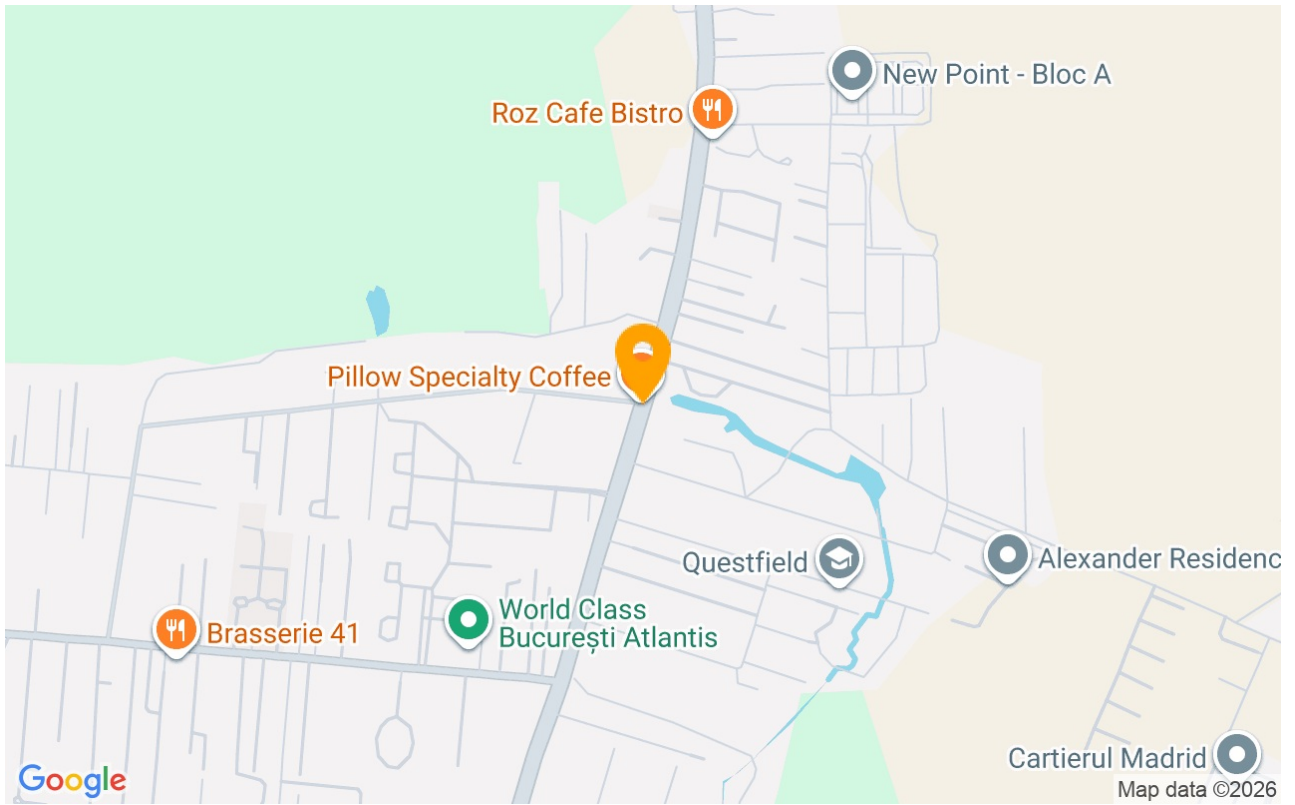 New Point - Bloc A
Roz Cafe Bistro
Pillow Specialty Coffee
Questfield
Alexander Residenc
World Class
București Atlantis
Brasserie 41
Cartierul Madrid
Google
Map data ©2026